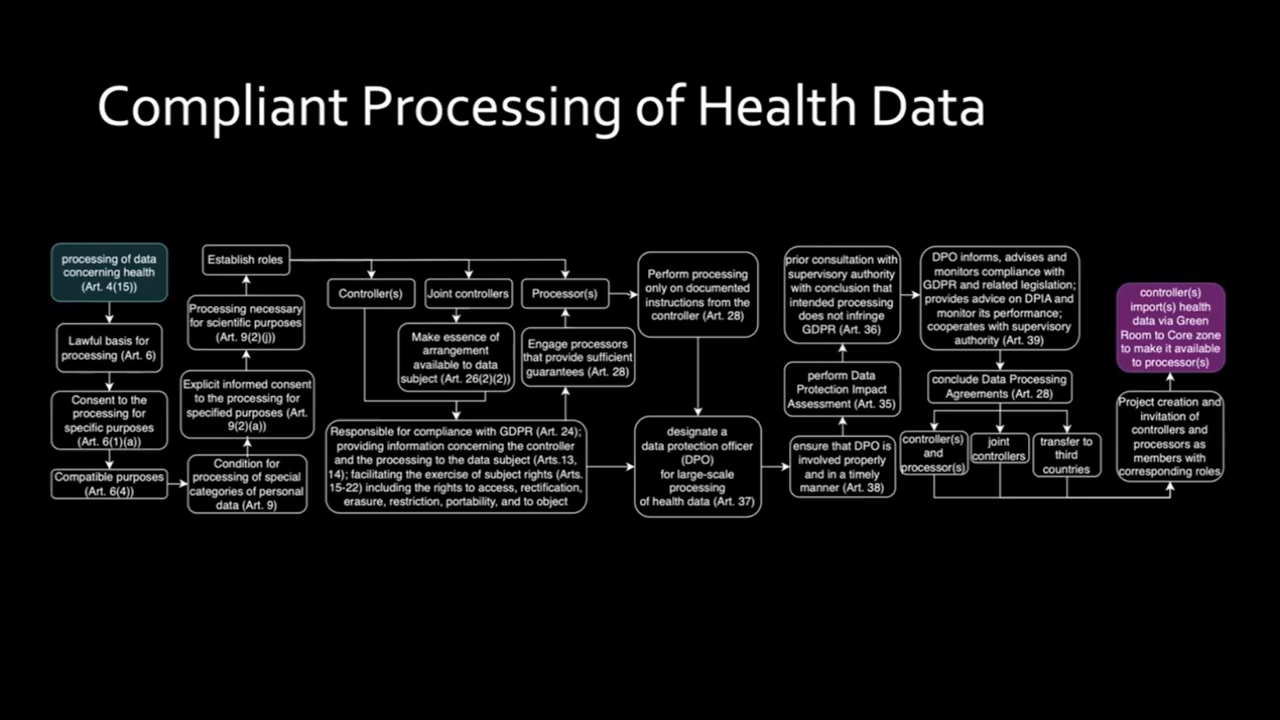 Compliant Processing of Health Data
processing of data
concerning health
(Art. 4(15))
Lawful basis for
processing (Art. 6)
Consent to the
processing for
specific purposes
(Art. 6(1)(a))
Compatible purposes
(Art. 6(4))
Condition for
processing of special
categories of personal
data (Art. 9)
Explicit informed consent
to the processing for
specified purposes (Art.
9(2)(a))
Processing necessary
for scientific purposes
(Art. 9(2)(j))
Establish roles
Controller(s)
Joint controllers
Processor(s)
Make essence of
arrangement
available to data
subject (Art. 26(2)(2))
Engage processors
that provide sufficient
guarantees (Art. 28)
Responsible for compliance with GDPR (Art. 24);
providing information concerning the controller
and the processing to the data subject (Arts.13,
14); facilitating the exercise of subject rights (Arts.
15-22) including the rights to access, rectification,
erasure, restriction, portability, and to object
Perform processing
only on documented
instructions from the
controller (Art. 28)
designate a
data protection officer
(DPO)
for large-scale
processing
of health data (Art. 37)
ensure that DPO is
involved properly
and in a timely
manner (Art. 38)
perform Data
Protection Impact
Assessment (Art. 35)
prior consultation with
supervisory authority
with conclusion that
intended processing
does not infringe
GDPR (Art. 36)
DPO informs, advises and
monitors compliance with
GDPR and related legislation;
provides advice on DPIA and
monitor its performance;
cooperates with supervisory
authority (Art. 39)
conclude Data Processing
Agreements (Art. 28)
controller(s)
and
processor(s)
joint
controllers
transfer to
third
countries
Project creation and
invitation of
controllers and
processors as
members with
corresponding roles
controller(s)
import(s) health
data via Green
Room to Core zone
to make it available
to processor(s)